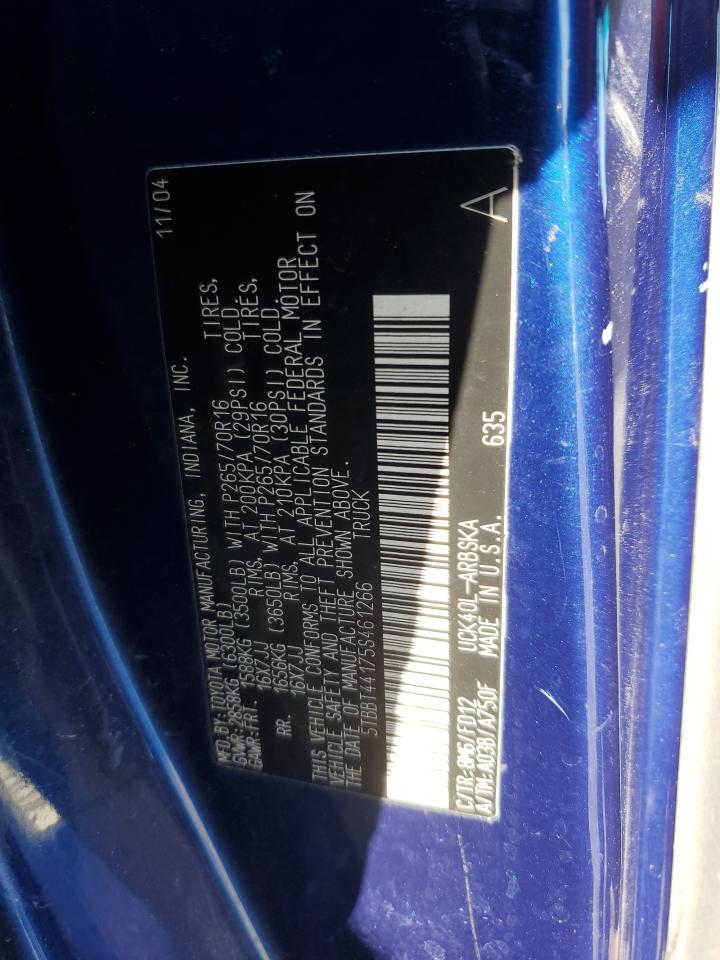 MFD BY: TOYOTA MOTOR MANUFACTURING, INDIANA, INC. 11/04
GVWR: 2858KG (6300LB)
GAWR: FRT. 1588KG (3500LB) WITH P265/70R16 TIRES,
16X7JJ RIMS, AT 200KPA (29PSI) COLD.
RR. 1656KG (3650LB) WITH P265/70R16 TIRES,
16X7JJ RIMS, AT 210KPA (30PSI) COLD.
THIS VEHICLE CONFORMS TO ALL APPLICABLE FEDERAL MOTOR
VEHICLE SAFETY AND THEFT PREVENTION STANDARDS IN EFFECT ON
THE DATE OF MANUFACTURE SHOWN ABOVE.
5TBBT44175S461266 TRUCK
C/TR: 8M6/FD12 UCK40L-ARBSKA 635
A/TM: A03B/A750F MADE IN U.S.A. A